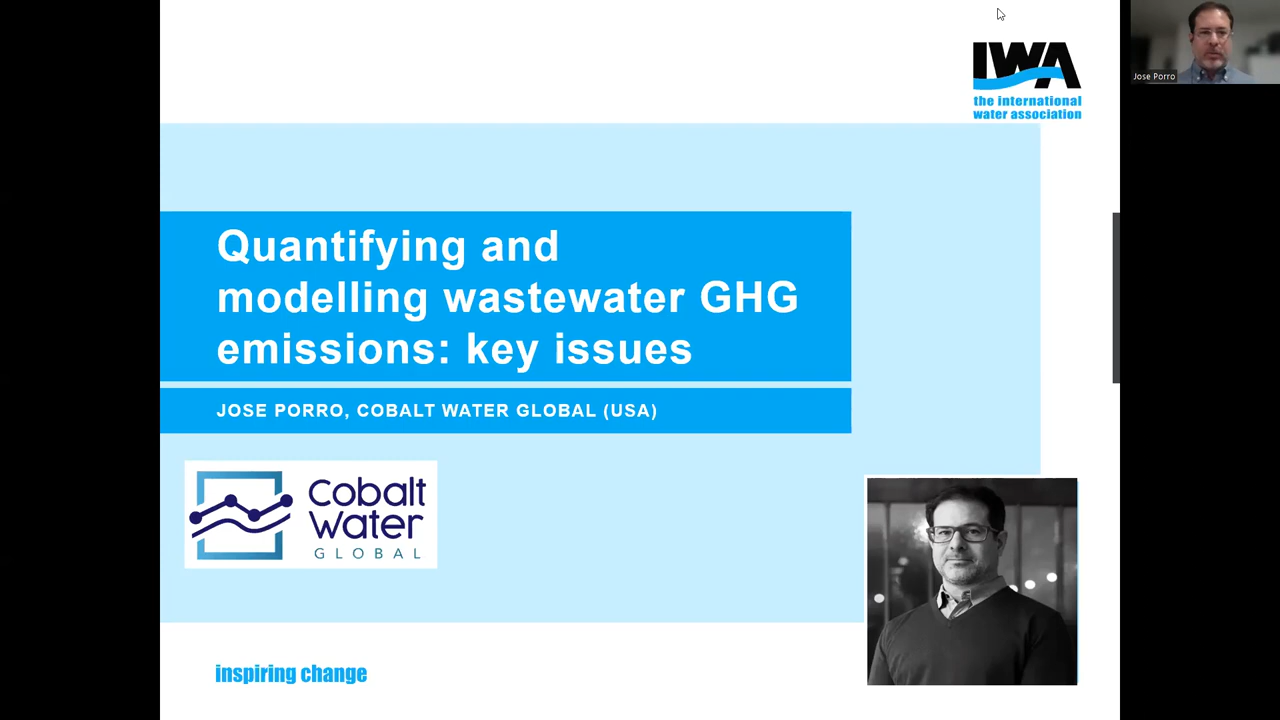 IWA
the international
water association
Jose Porro
Quantifying and
modelling wastewater GHG
emissions: key issues
JOSE PORRO, COBALT WATER GLOBAL (USA)
Cobalt
Water
GLOBAL
inspiring change